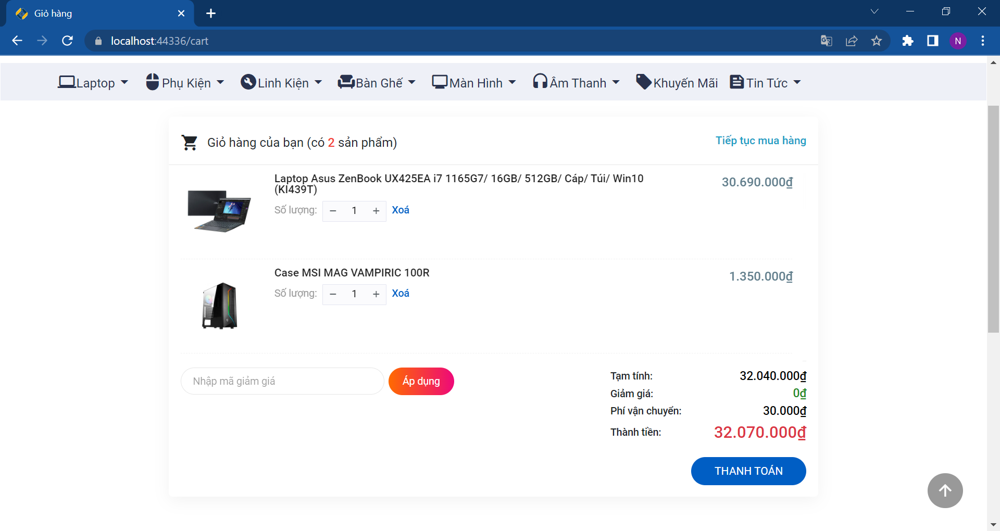 Giỏ hàng
localhost:44336/cart
N
Laptop
Phụ Kiện
Linh Kiện
Bàn Ghế
Màn Hình
Âm Thanh
Khuyến Mãi
Tin Tức
Giỏ hàng của bạn (có 2 sản phẩm)
Tiếp tục mua hàng
Laptop Asus ZenBook UX425EA i7 1165G7/ 16GB/ 512GB/ Cáp/ Túi/ Win10
(KI439T)
30.690.000₫
Số lượng: − 1 + Xoá
Case MSI MAG VAMPIRIC 100R
1.350.000₫
Số lượng: − 1 + Xoá
Nhập mã giảm giá
Áp dụng
Tạm tính: 32.040.000₫
Giảm giá: 0₫
Phí vận chuyển: 30.000₫
Thành tiền: 32.070.000₫
THANH TOÁN